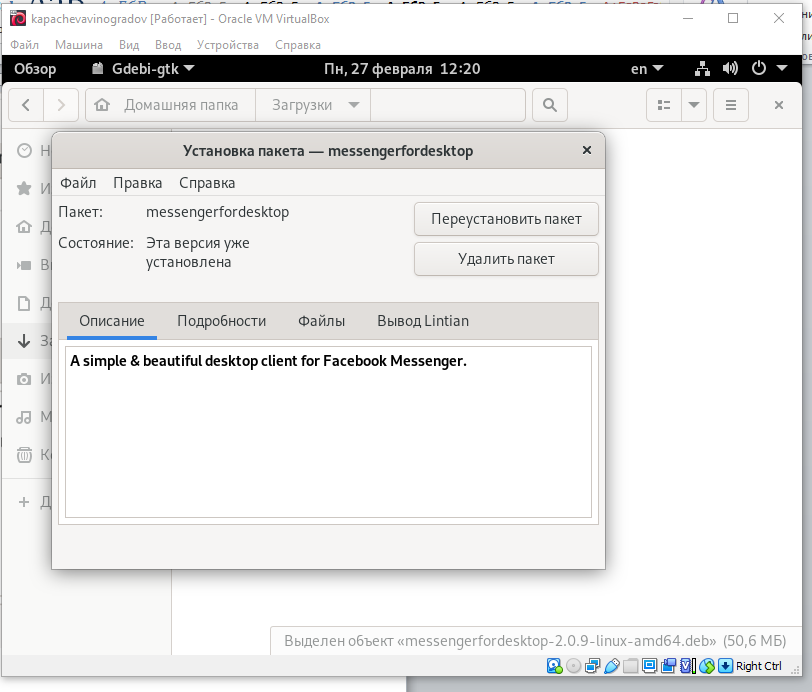 kapachevavinogradov [Работает] - Oracle VM VirtualBox
Файл Машина Вид Ввод Устройства Справка
Обзор Gdebi-gtk Пн, 27 февраля 12:20 en
Домашняя папка Загрузки
Установка пакета — messengerfordesktop
Файл Правка Справка
Пакет: messengerfordesktop
Переустановить пакет
Состояние: Эта версия уже
установлена
Удалить пакет
Описание Подробности Файлы Вывод Lintian
A simple & beautiful desktop client for Facebook Messenger.
Выделен объект «messengerfordesktop-2.0.9-linux-amd64.deb» (50,6 МБ)
Right Ctrl